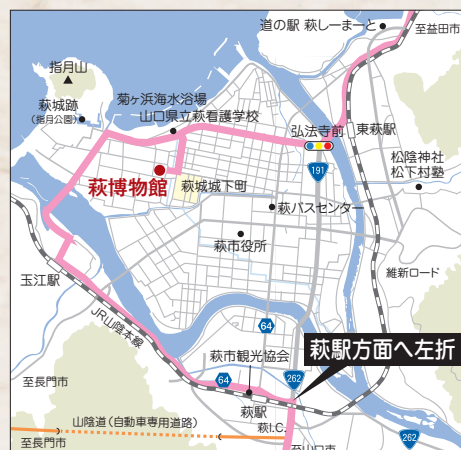 道の駅 萩しーまーと
至益田市
指月山
菊ヶ浜海水浴場
山口県立萩看護学校
萩城跡
(指月公園)
弘法寺前
東萩駅
191
松陰神社
松下村塾
萩博物館
萩城城下町
萩バスセンター
萩市役所
維新ロード
玉江駅
JR山陰本線
64
萩駅方面へ左折
萩市観光協会
64
262
至長門市
萩駅
山陰道(自動車専用道路)
萩I.C.
262
至長門市
至山口市